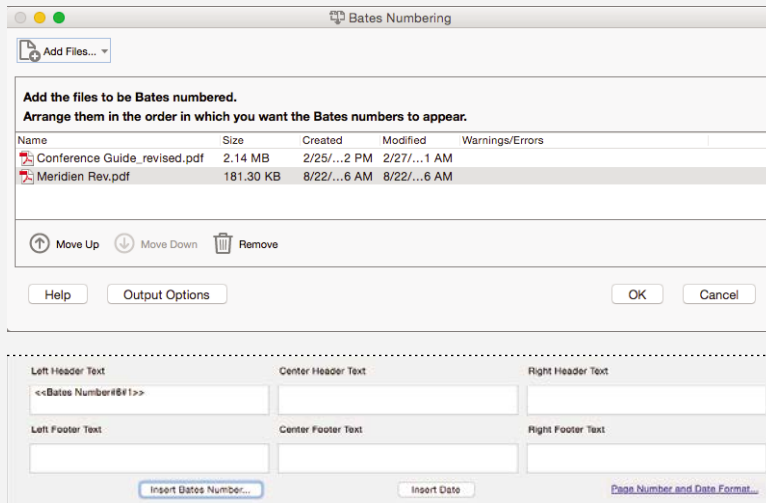 Bates Numbering
Add Files...
Add the files to be Bates numbered.
Arrange them in the order in which you want the Bates numbers to appear.
Name Size Created Modified Warnings/Errors
Conference Guide_revised.pdf 2.14 MB 2/25/...2 PM 2/27/...1 AM
Meridien Rev.pdf 181.30 KB 8/22/...6 AM 8/22/...6 AM
Move Up Move Down Remove
Help Output Options OK Cancel
Left Header Text Center Header Text Right Header Text
<<Bates Number#6#1>>
Left Footer Text Center Footer Text Right Footer Text
Insert Bates Number... Insert Date Page Number and Date Format...